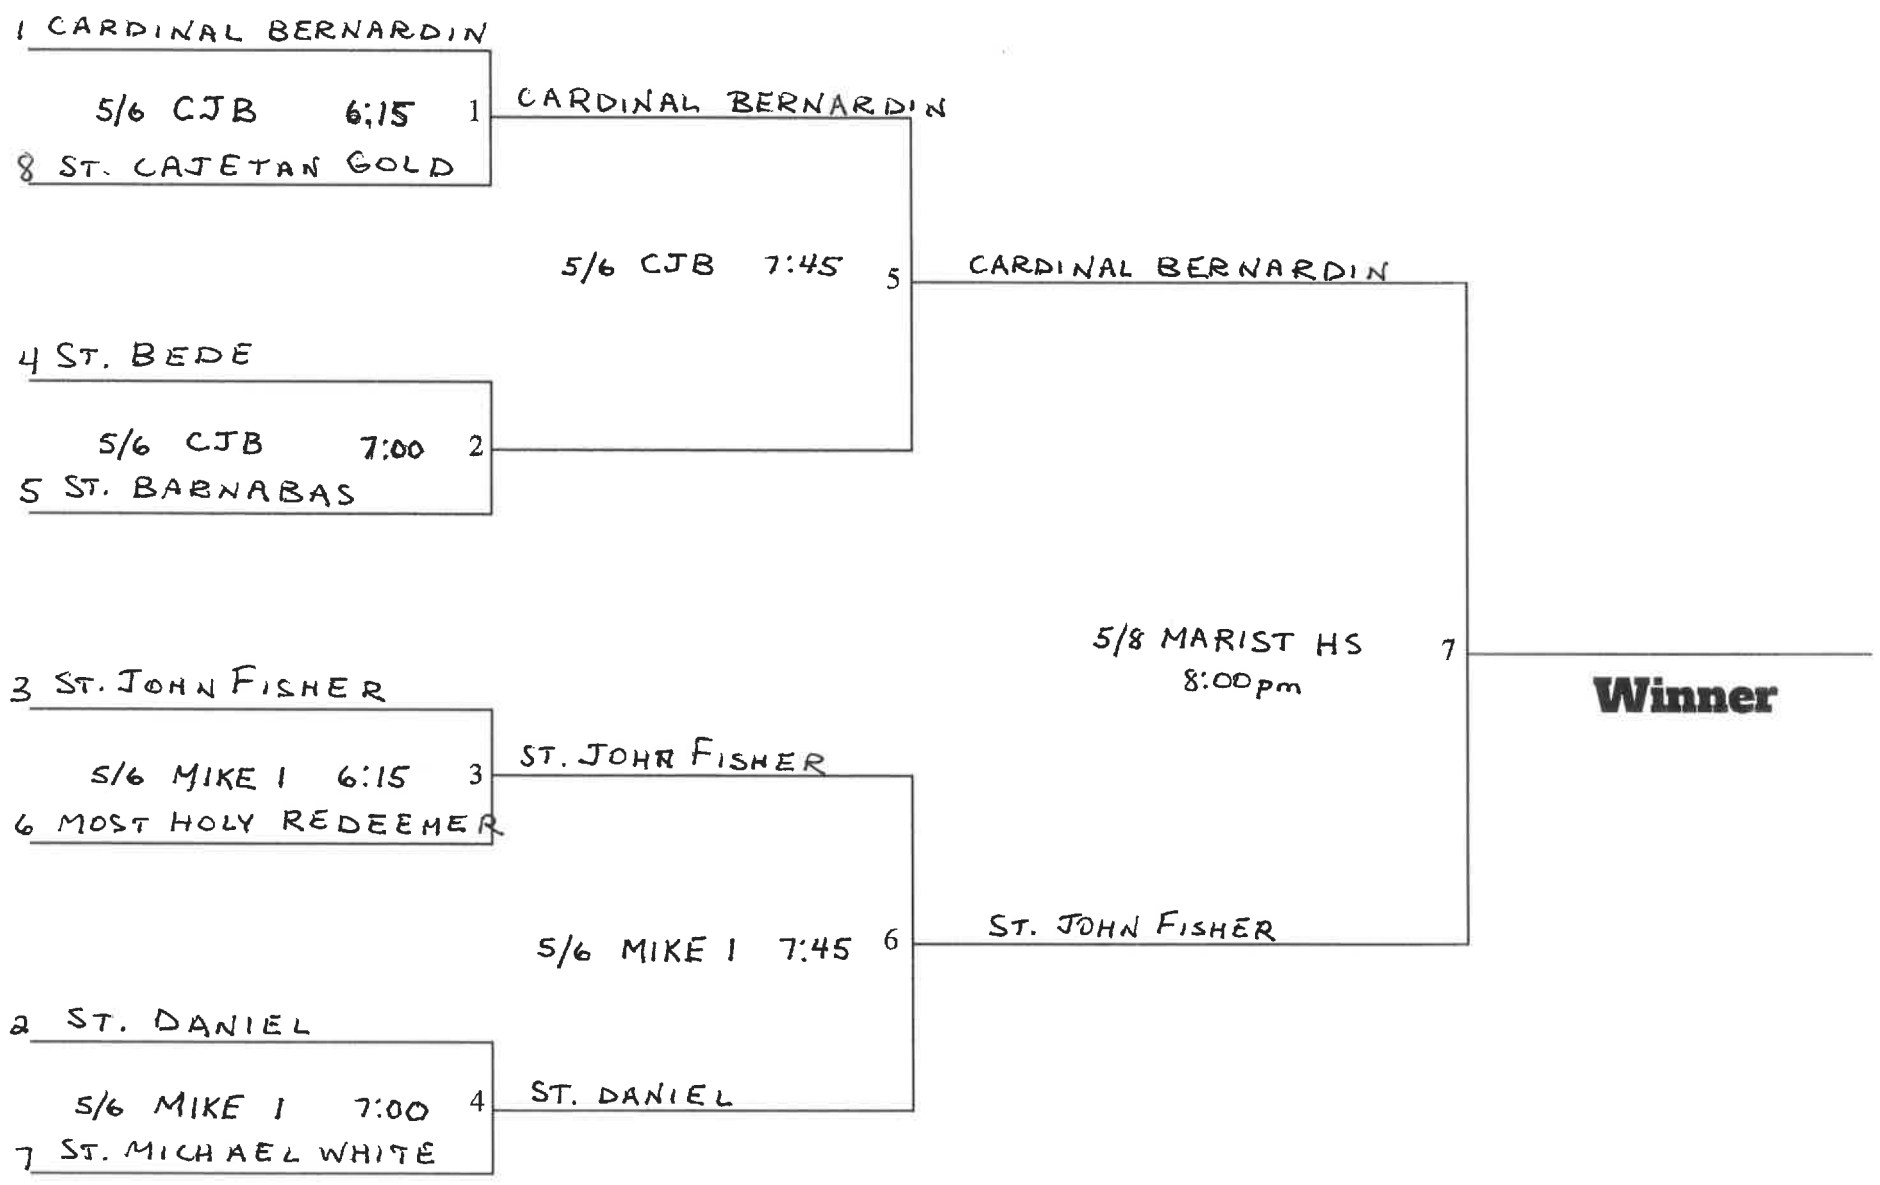 1 CARDINAL BERNARDIN
5/6 CJB 6:15 1
CARDINAL BERNARDIN
8 ST. CAJETAN GOLD
5/6 CJB 7:45 5
CARDINAL BERNARDIN
4 ST. BEDE
5/6 CJB 7:00 2
5 ST. BARNABAS
5/8 MARIST HS 7
8:00pm
Winner
3 ST. JOHN FISHER
5/6 MIKE 1 6:15 3
ST. JOHN FISHER
6 MOST HOLY REDEEMER
5/6 MIKE 1 7:45 6
ST. JOHN FISHER
2 ST. DANIEL
5/6 MIKE 1 7:00 4
ST. DANIEL
7 ST. MICHAEL WHITE